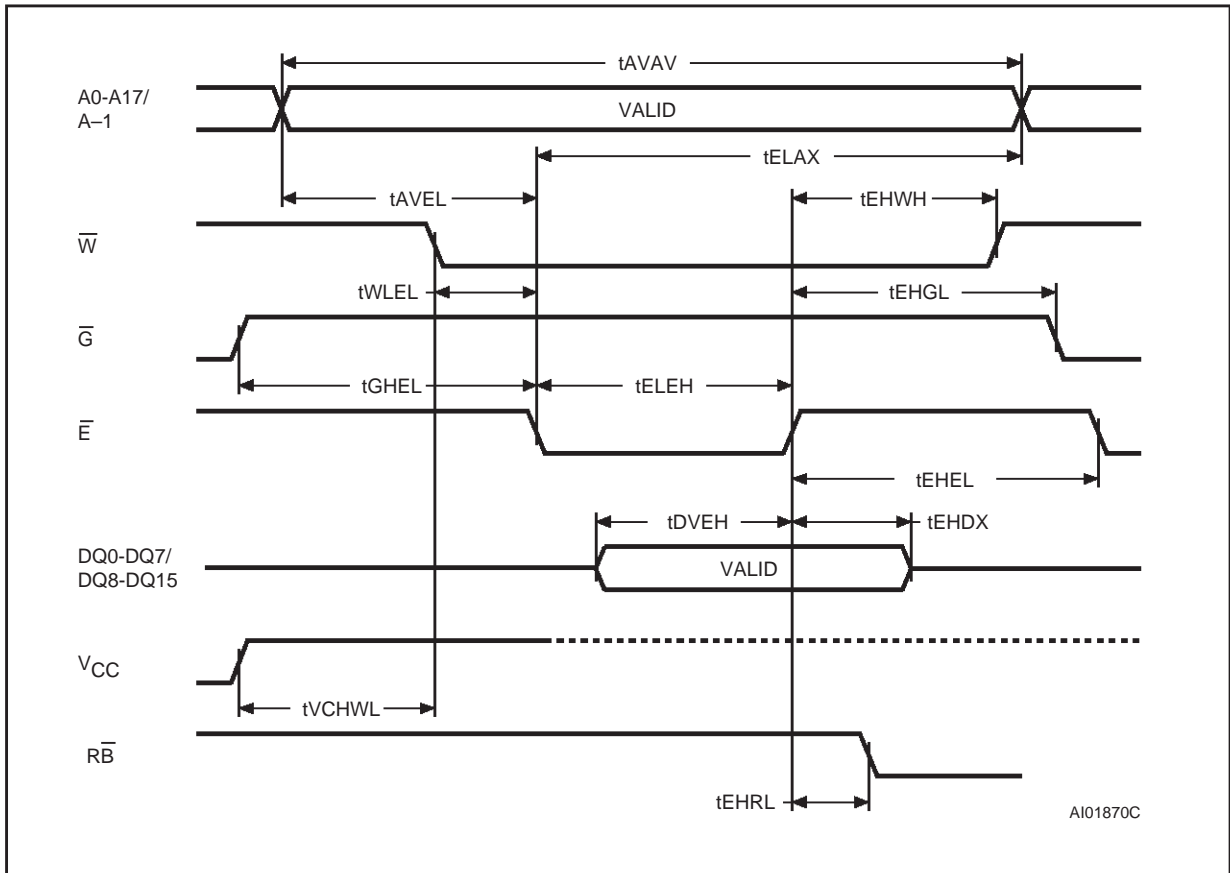 tAVAV
A0-A17/
A–1
VALID
tELAX
tAVEL
tEHWH
W̅
tWLEL
tEHGL
G̅
tGHEL
tELEH
E̅
tEHEL
tDVEH
tEHDX
DQ0-DQ7/
DQ8-DQ15
VALID
VCC
tVCHWL
RB̅
tEHRL
AI01870C